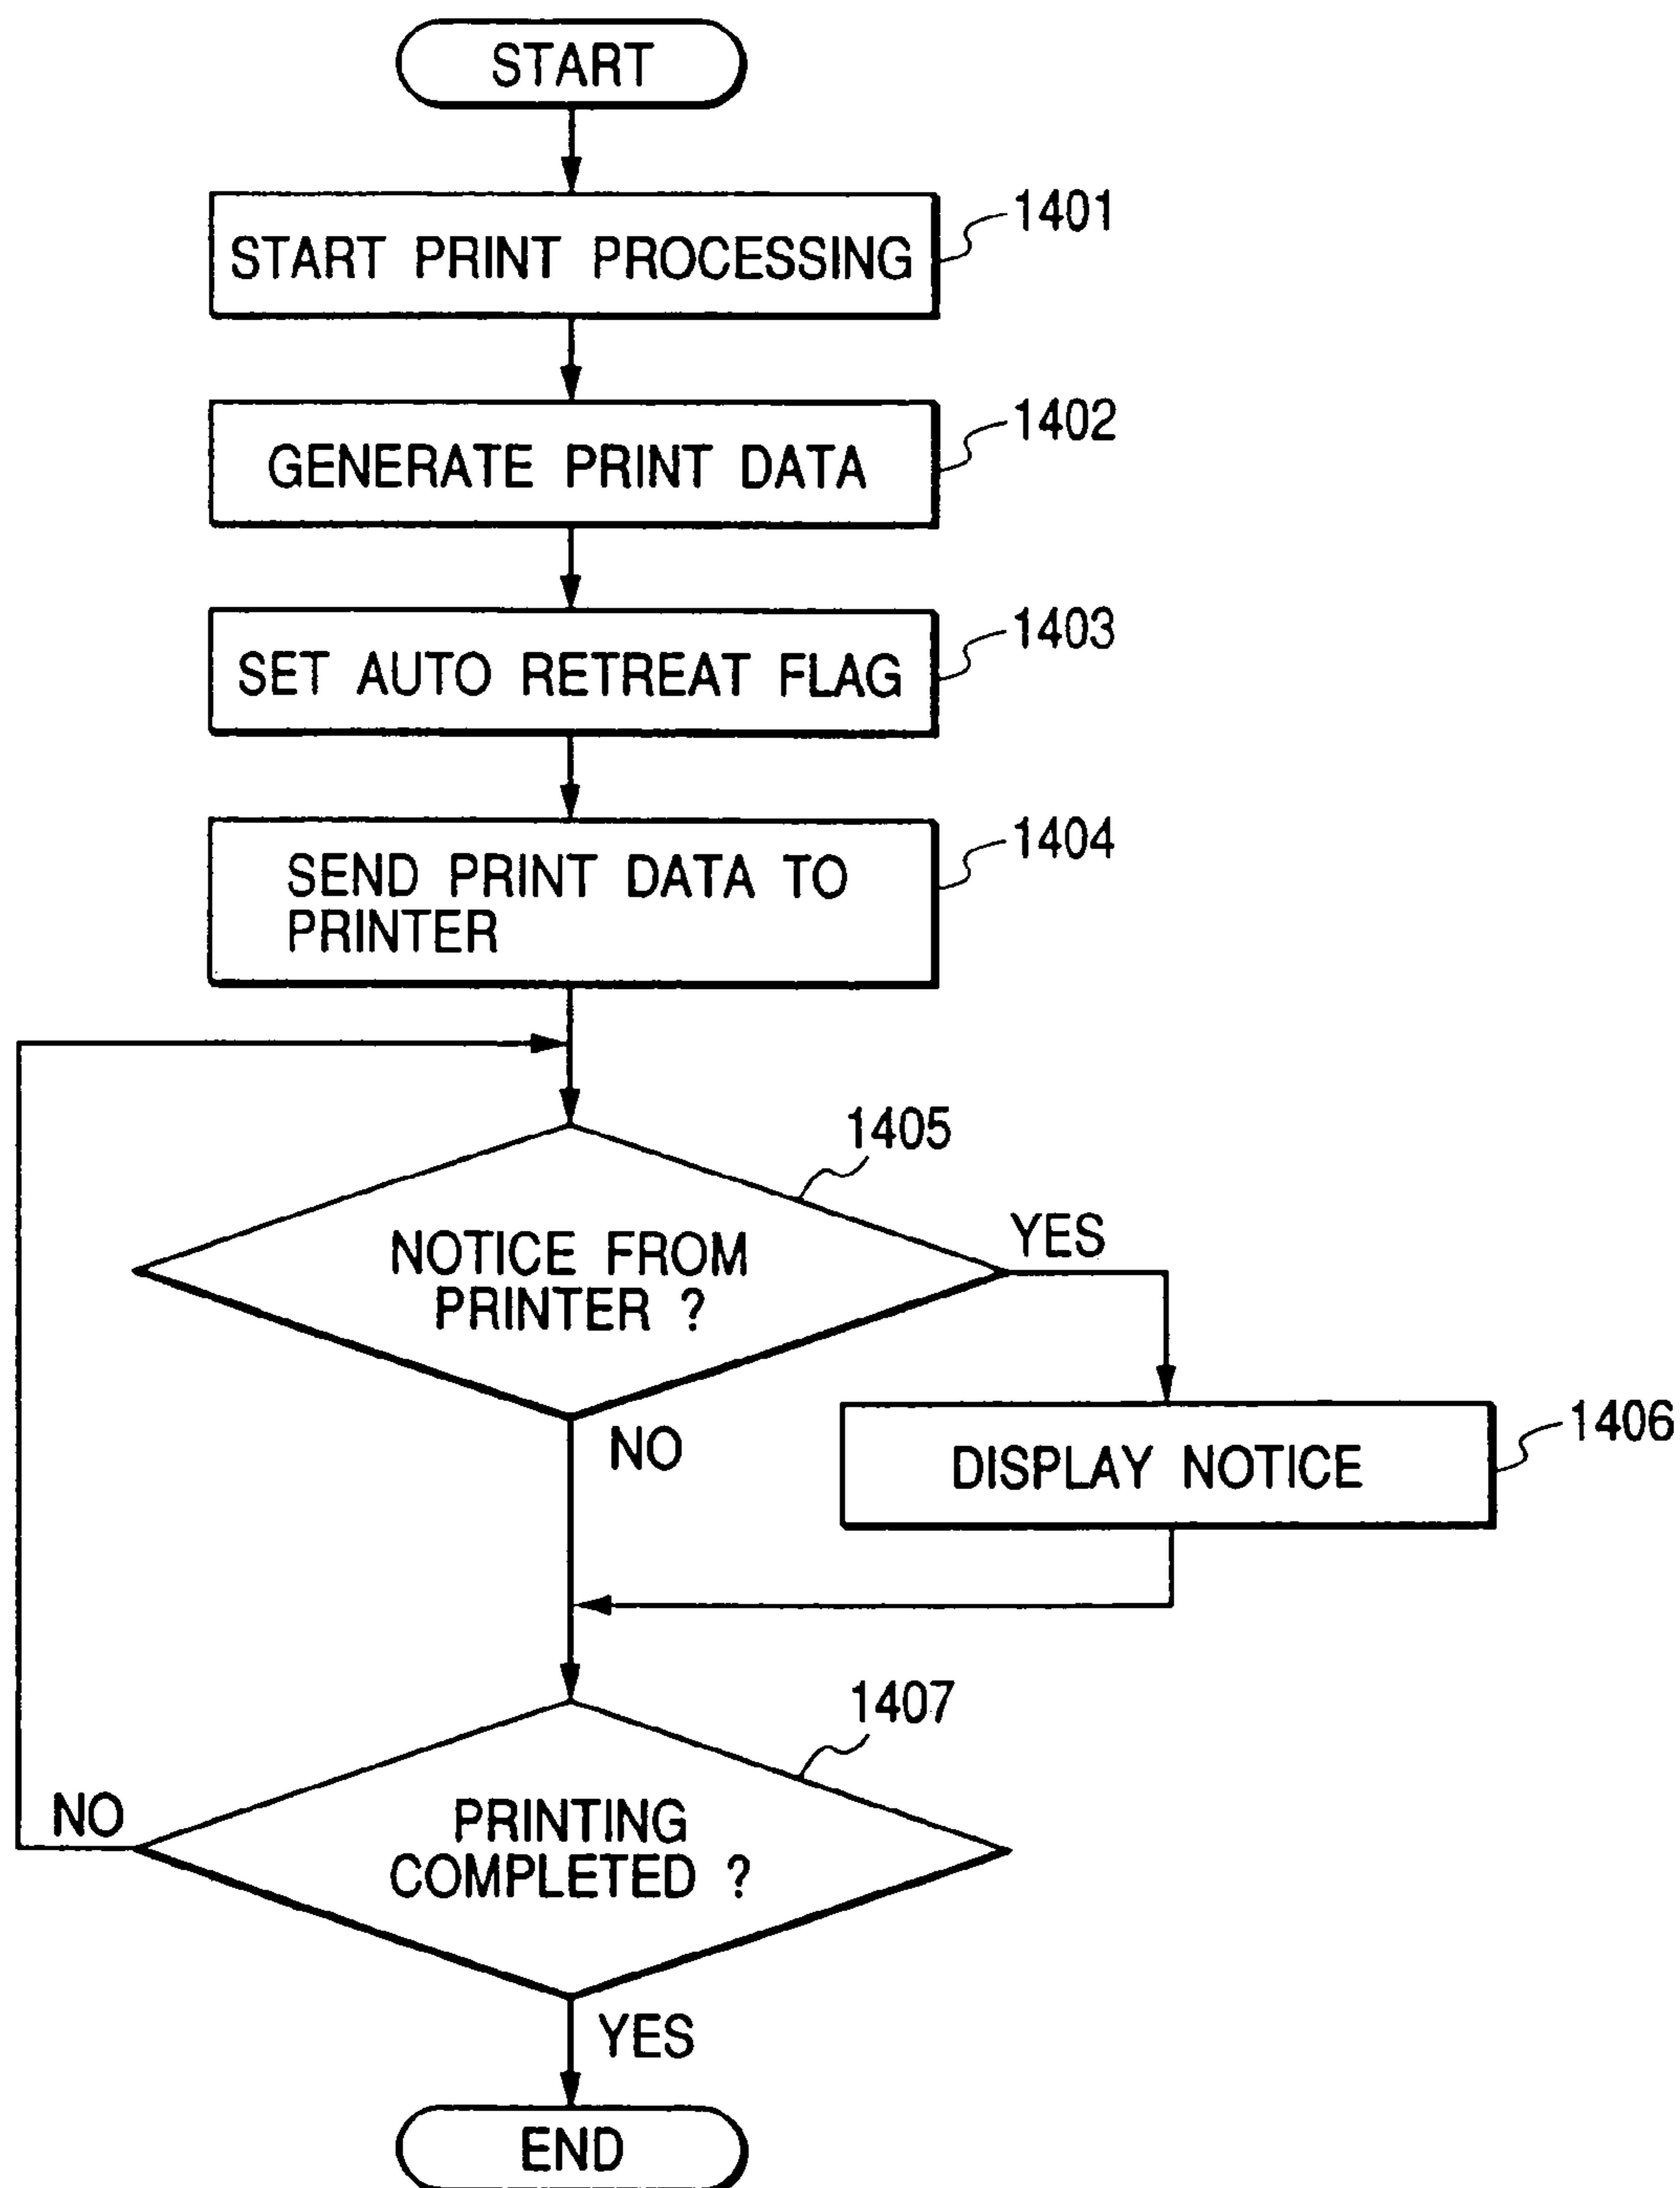 START
START PRINT PROCESSING
1401
GENERATE PRINT DATA
1402
SET AUTO RETREAT FLAG
1403
SEND PRINT DATA TO
PRINTER
1404
1405
NOTICE FROM
PRINTER ?
YES
NO
DISPLAY NOTICE
1406
1407
PRINTING
COMPLETED ?
NO
YES
END